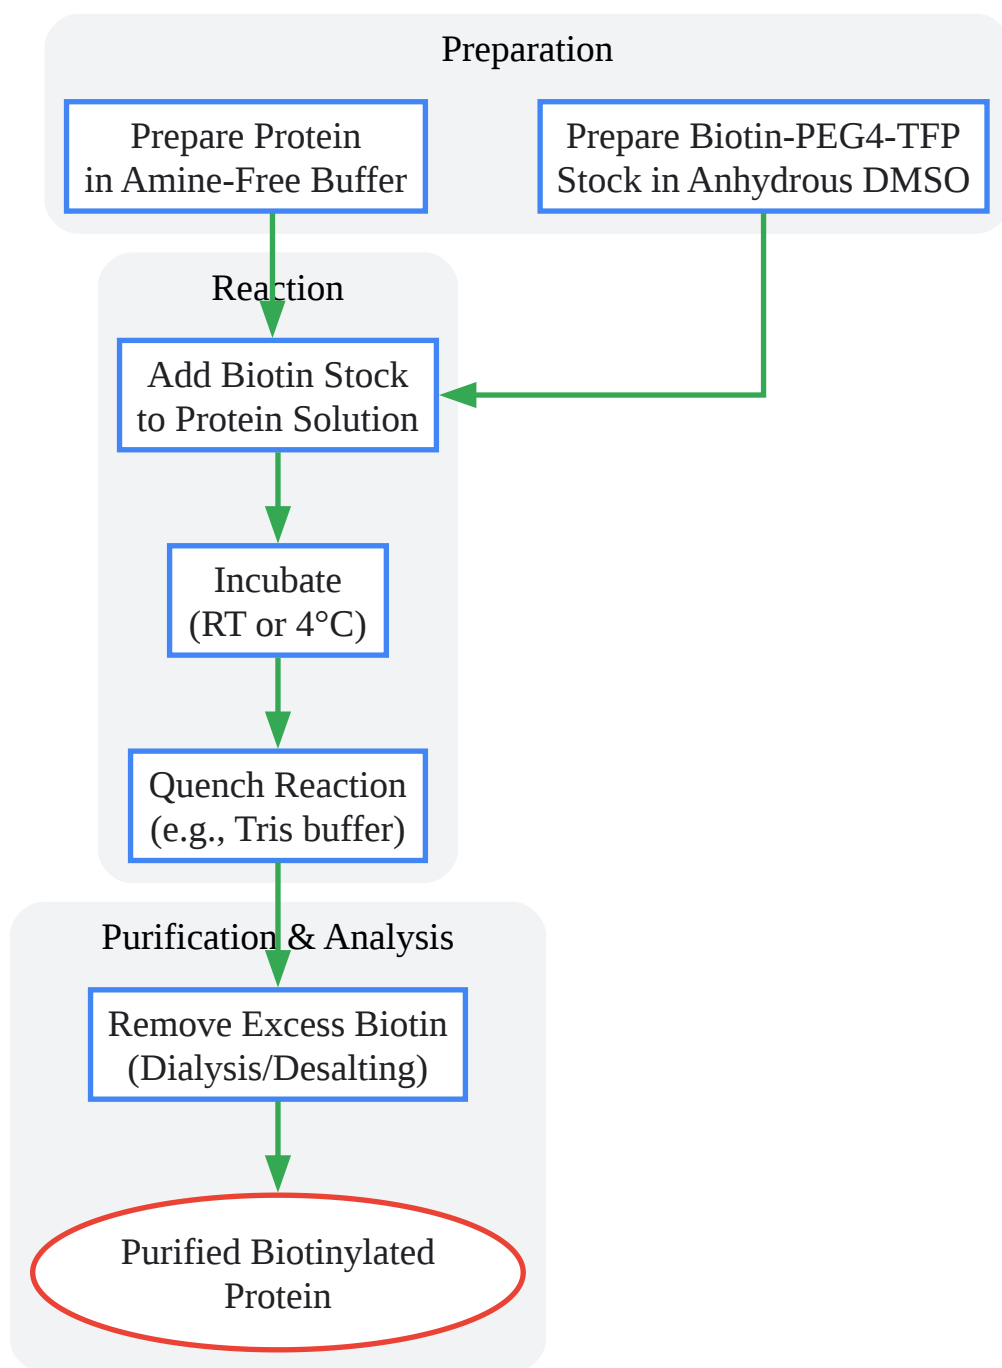 Preparation
Prepare Protein
in Amine-Free Buffer
Prepare Biotin-PEG4-TFP
Stock in Anhydrous DMSO
Reaction
Add Biotin Stock
to Protein Solution
Incubate
(RT or 4°C)
Quench Reaction
(e.g., Tris buffer)
Purification & Analysis
Remove Excess Biotin
(Dialysis/Desalting)
Purified Biotinylated
Protein